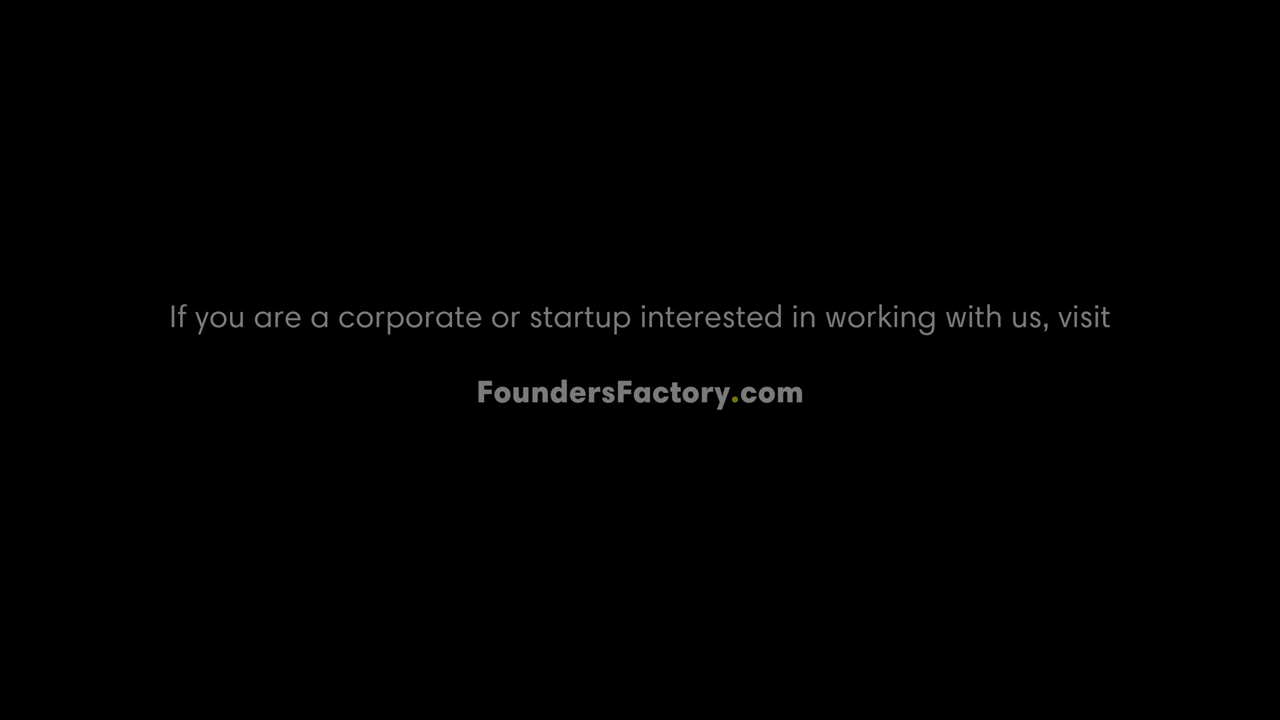 If you are a corporate or startup interested in working with us, visit
FoundersFactory.com